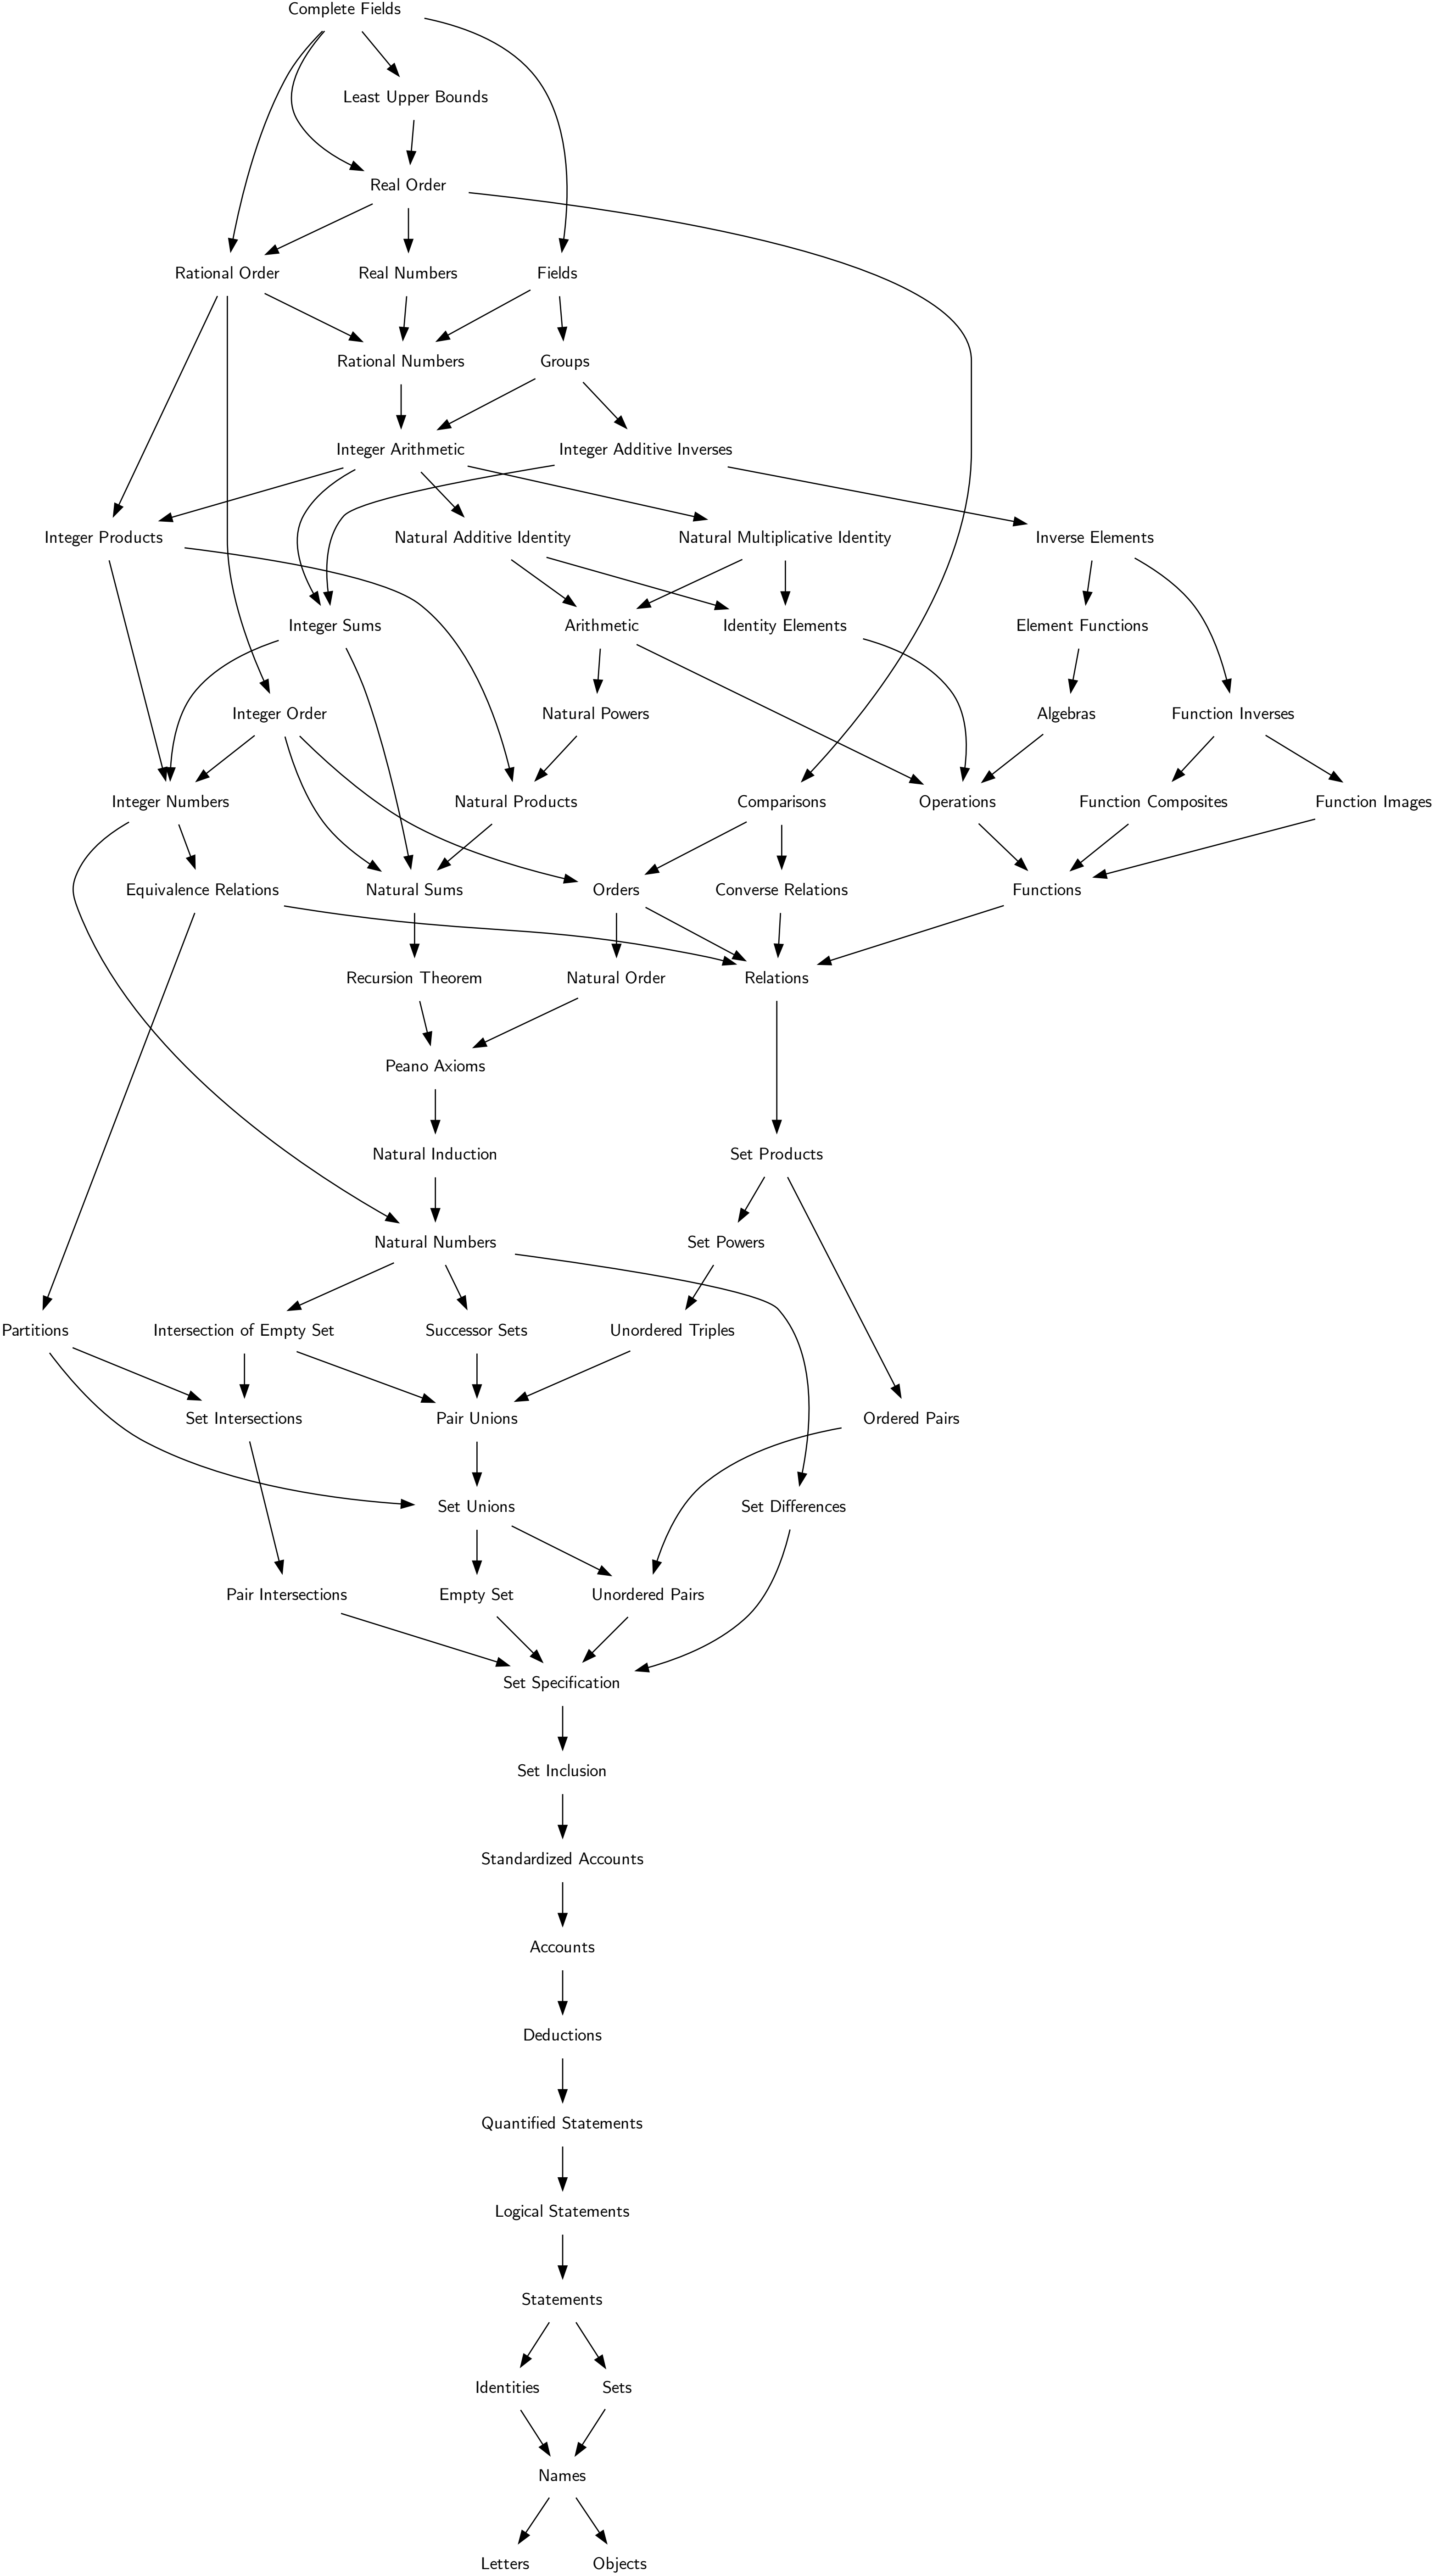 Complete Fields
Least Upper Bounds
Real Order
Rational Order
Real Numbers
Fields
Rational Numbers
Groups
Integer Arithmetic
Integer Additive Inverses
Integer Products
Natural Additive Identity
Natural Multiplicative Identity
Inverse Elements
Integer Sums
Arithmetic
Identity Elements
Element Functions
Integer Order
Natural Powers
Algebras
Function Inverses
Integer Numbers
Natural Products
Comparisons
Operations
Function Composites
Function Images
Equivalence Relations
Natural Sums
Orders
Converse Relations
Functions
Recursion Theorem
Natural Order
Relations
Peano Axioms
Natural Induction
Set Products
Natural Numbers
Set Powers
Partitions
Intersection of Empty Set
Successor Sets
Unordered Triples
Set Intersections
Pair Unions
Ordered Pairs
Set Unions
Set Differences
Pair Intersections
Empty Set
Unordered Pairs
Set Specification
Set Inclusion
Standardized Accounts
Accounts
Deductions
Quantified Statements
Logical Statements
Statements
Identities
Sets
Names
Letters
Objects